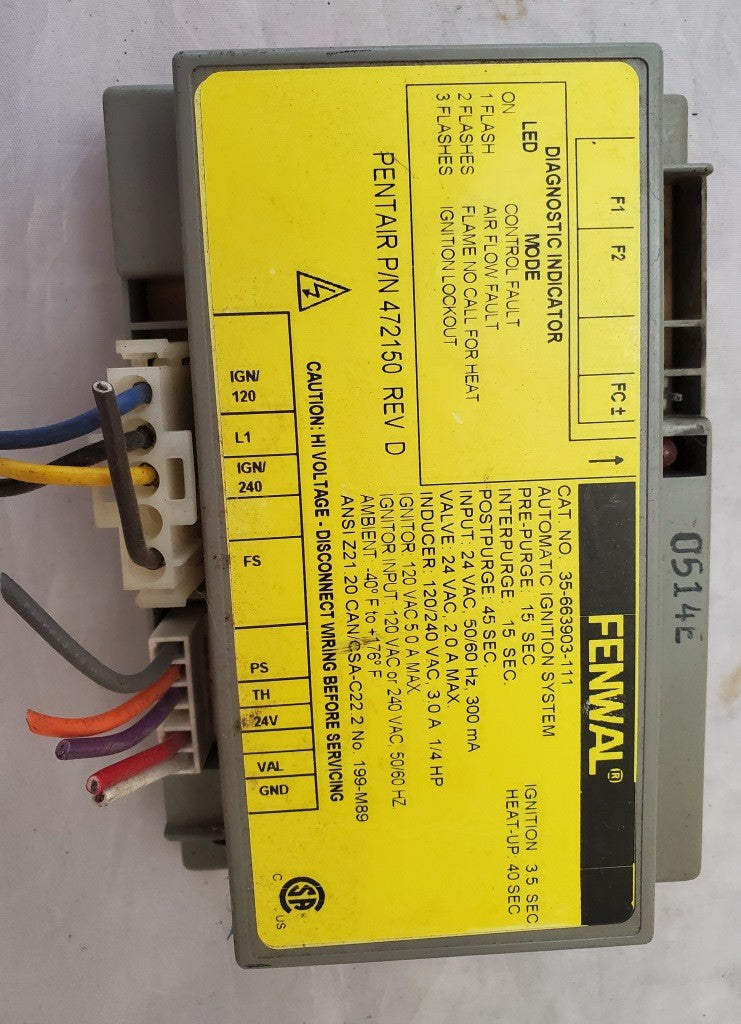 F1 F2 FC ± ↑
DIAGNOSTIC INDICATOR
LED MODE
ON CONTROL FAULT
1 FLASH AIR FLOW FAULT
2 FLASHES FLAME NO CALL FOR HEAT
3 FLASHES IGNITION LOCKOUT
PENTAIR P/N 472150 REV D
FENWAL®
CAT. NO. 35-663903-111
AUTOMATIC IGNITION SYSTEM
PRE-PURGE: 15 SEC. IGNITION: 3.5 SEC
INTERPURGE: 15 SEC. HEAT-UP: 40 SEC
POSTPURGE: 45 SEC.
INPUT: 24 VAC, 50/60 Hz, 300 mA
VALVE: 24 VAC, 2.0 A MAX.
INDUCER: 120/240 VAC, 3.0 A 1/4 HP
IGNITOR: 120 VAC 5.0 A MAX.
IGNITOR INPUT: 120 VAC or 240 VAC, 50/60 HZ
AMBIENT: -40° F to +176° F
ANSI Z21.20 CAN/CSA-C22.2 No. 199-M89
CAUTION: HI VOLTAGE - DISCONNECT WIRING BEFORE SERVICING
IGN/
120
L1
IGN/
240
FS
PS
TH
24V
VAL
GND
C SA US
0514E